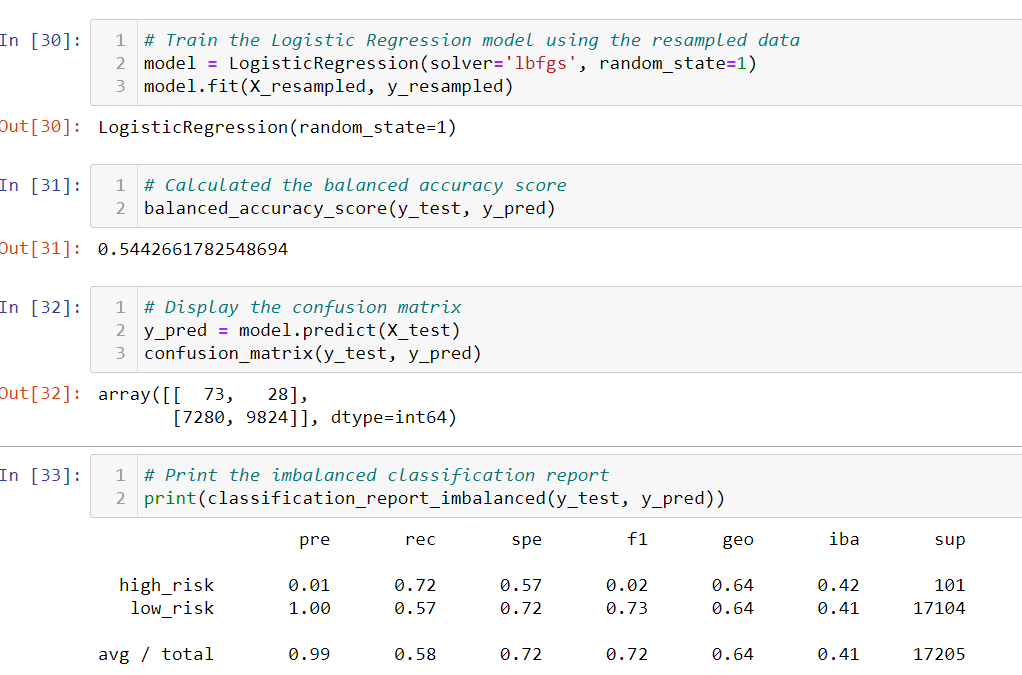 In [30]:
1 # Train the Logistic Regression model using the resampled data
2 model = LogisticRegression(solver='lbfgs', random_state=1)
3 model.fit(X_resampled, y_resampled)
Out[30]: LogisticRegression(random_state=1)
In [31]:
1 # Calculated the balanced accuracy score
2 balanced_accuracy_score(y_test, y_pred)
Out[31]: 0.5442661782548694
In [32]:
1 # Display the confusion matrix
2 y_pred = model.predict(X_test)
3 confusion_matrix(y_test, y_pred)
Out[32]: array([[  73,   28],
       [7280, 9824]], dtype=int64)
In [33]:
1 # Print the imbalanced classification report
2 print(classification_report_imbalanced(y_test, y_pred))
pre rec spe f1 geo iba sup
high_risk 0.01 0.72 0.57 0.02 0.64 0.42 101
low_risk 1.00 0.57 0.72 0.73 0.64 0.41 17104
avg / total 0.99 0.58 0.72 0.72 0.64 0.41 17205